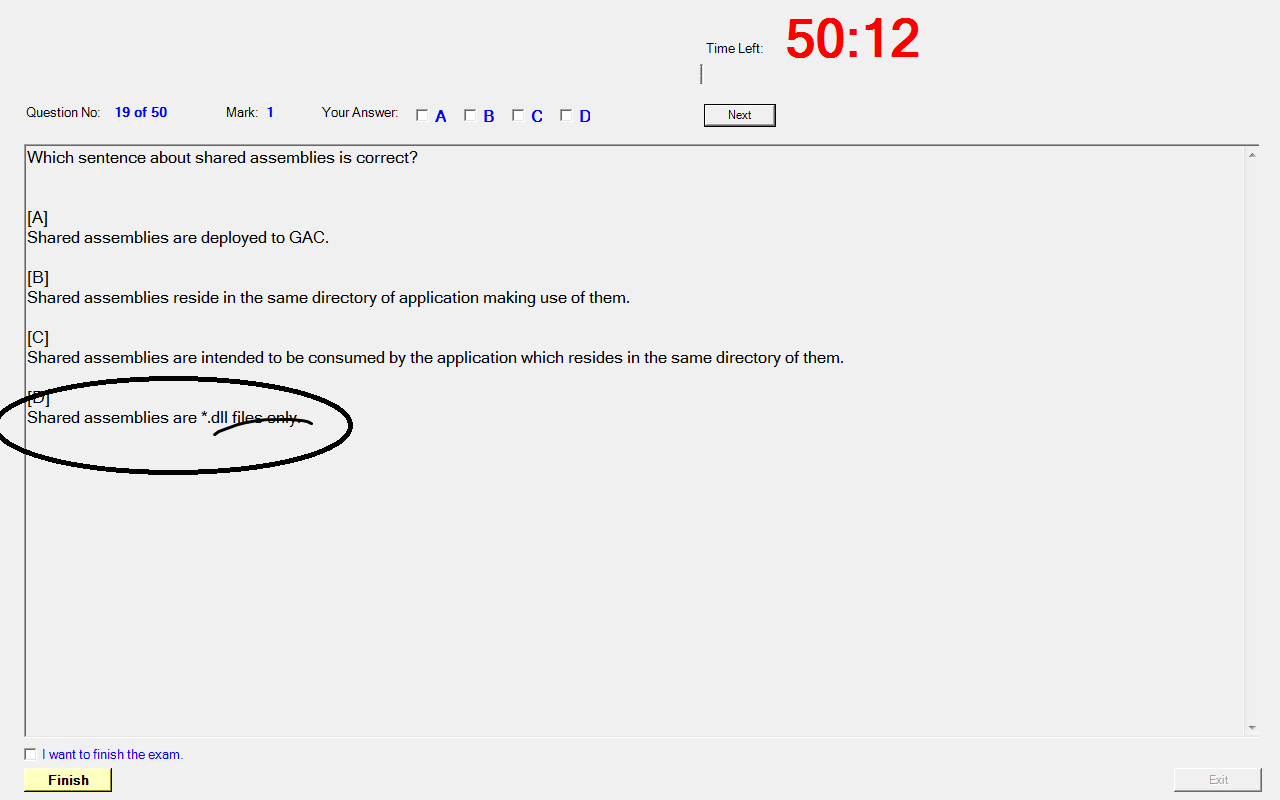 Time Left: 50:12
Question No: 19 of 50 Mark: 1 Your Answer: A B C D Next
Which sentence about shared assemblies is correct?
[A]
Shared assemblies are deployed to GAC.
[B]
Shared assemblies reside in the same directory of application making use of them.
[C]
Shared assemblies are intended to be consumed by the application which resides in the same directory of them.
[D]
Shared assemblies are *.dll files only.
I want to finish the exam.
Finish Exit